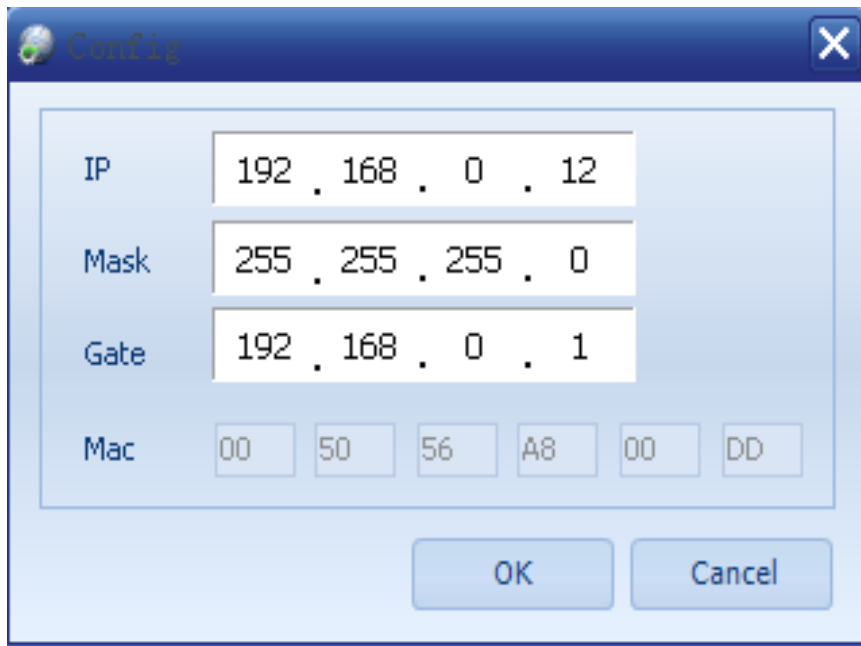 Config
IP 192 . 168 . 0 . 12
Mask 255 . 255 . 255 . 0
Gate 192 . 168 . 0 . 1
Mac 00 50 56 A8 00 DD
OK Cancel